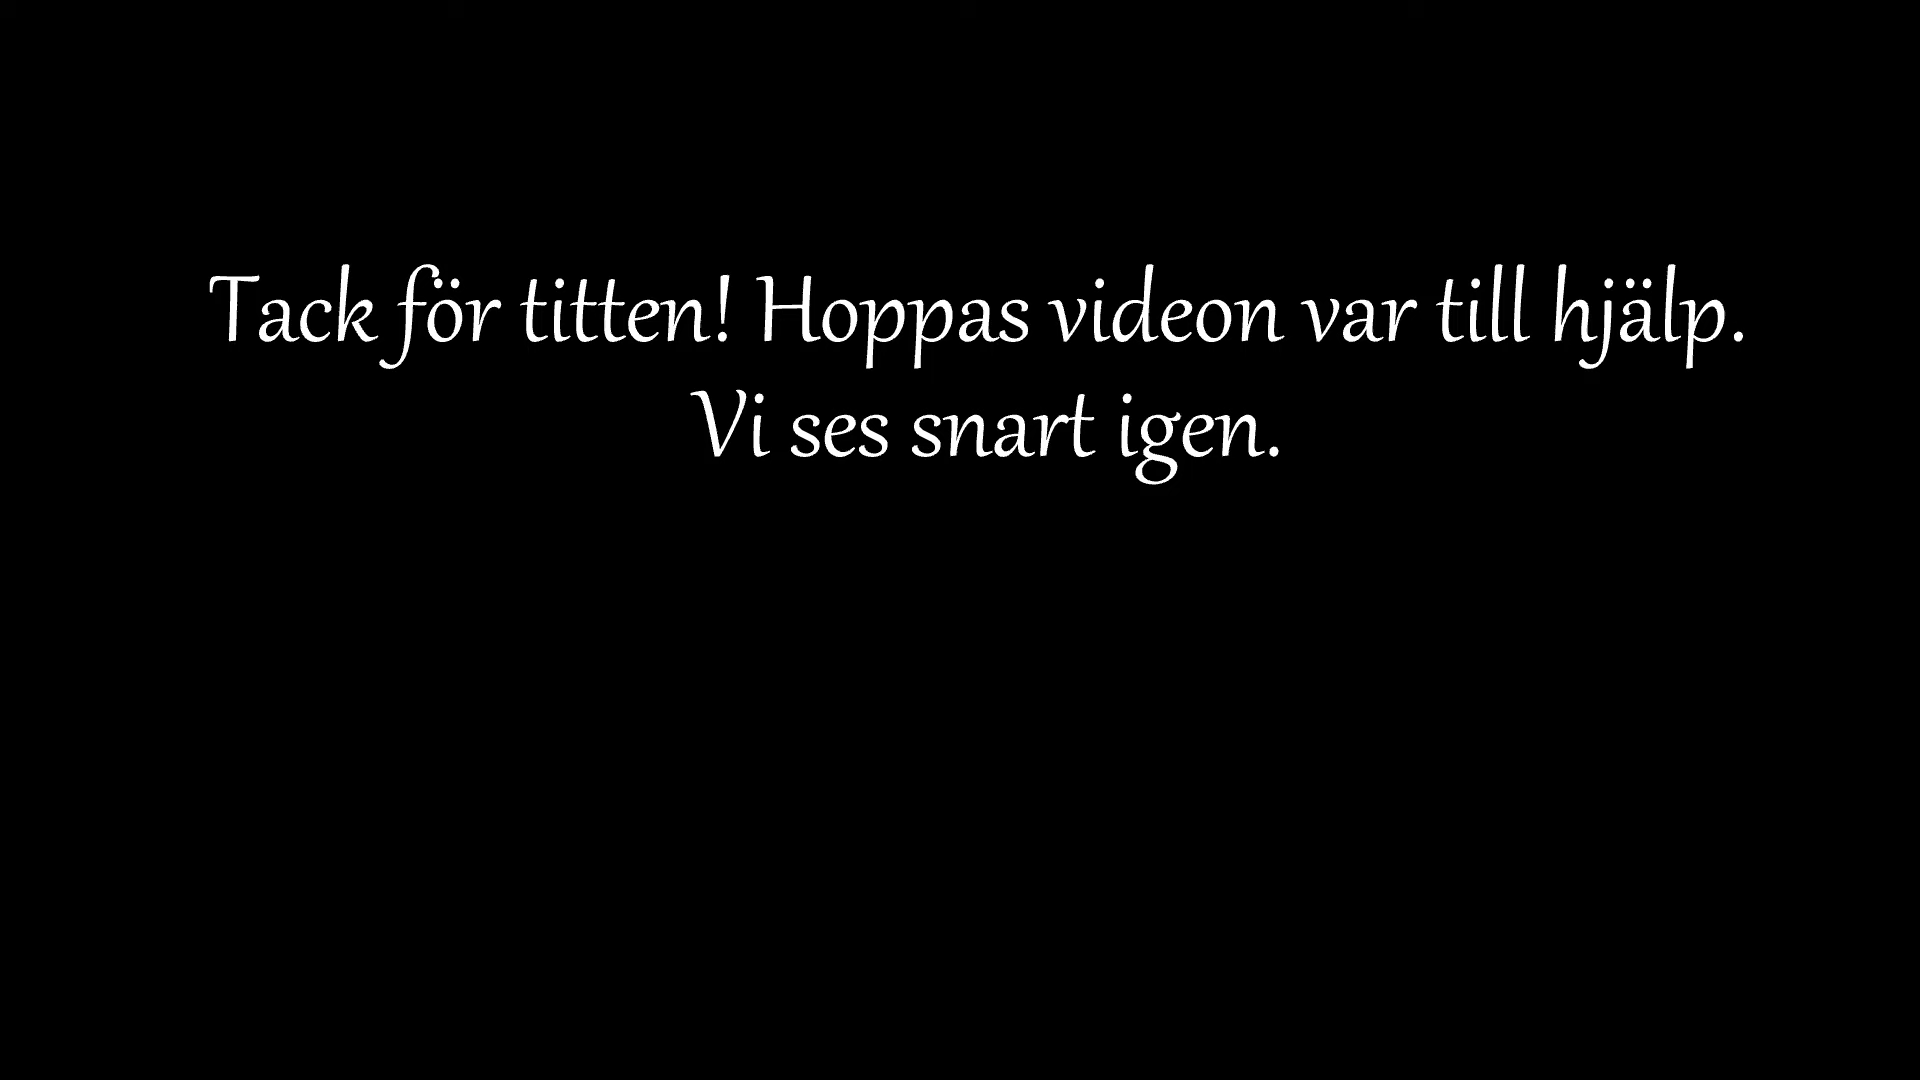 Tack för titten! Hoppas videon var till hjälp.
Vi ses snart igen.